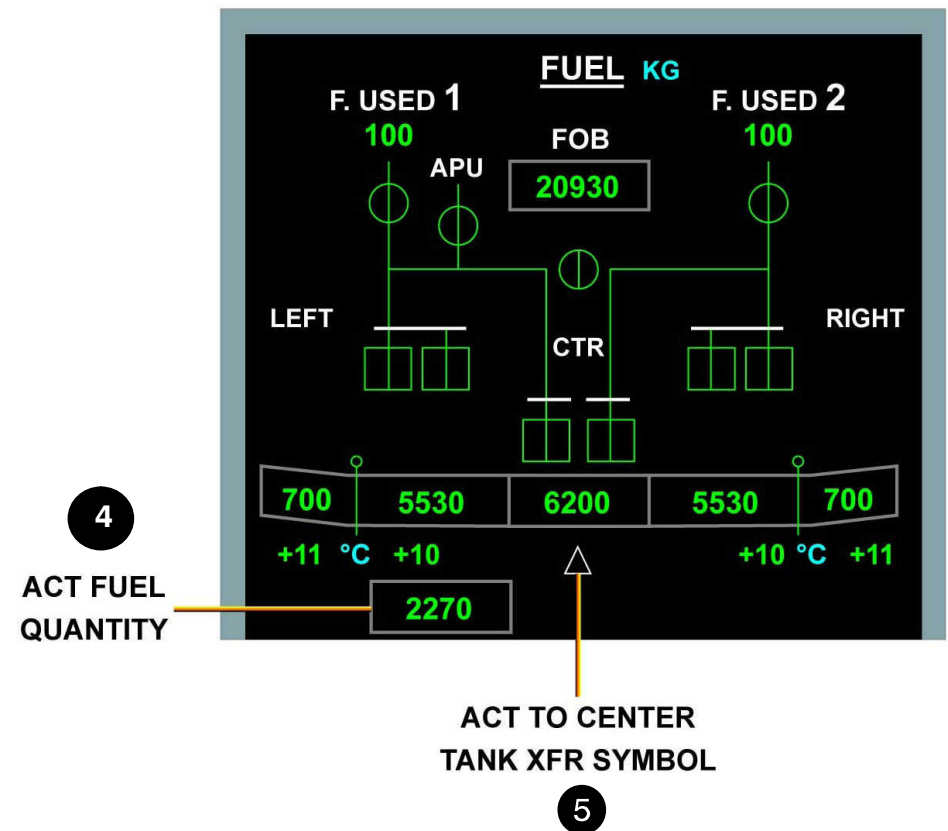 FUEL KG
F. USED 1
F. USED 2
100
FOB
100
APU
20930
LEFT
RIGHT
CTR
700
5530
6200
5530
700
+11 °C +10
+10 °C +11
4
ACT FUEL
QUANTITY
2270
ACT TO CENTER
TANK XFR SYMBOL
5